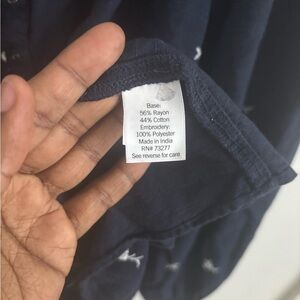 Base:
56% Rayon
44% Cotton
Embroidery:
100% Polyester
Made in India
RN# 73277
See reverse for care